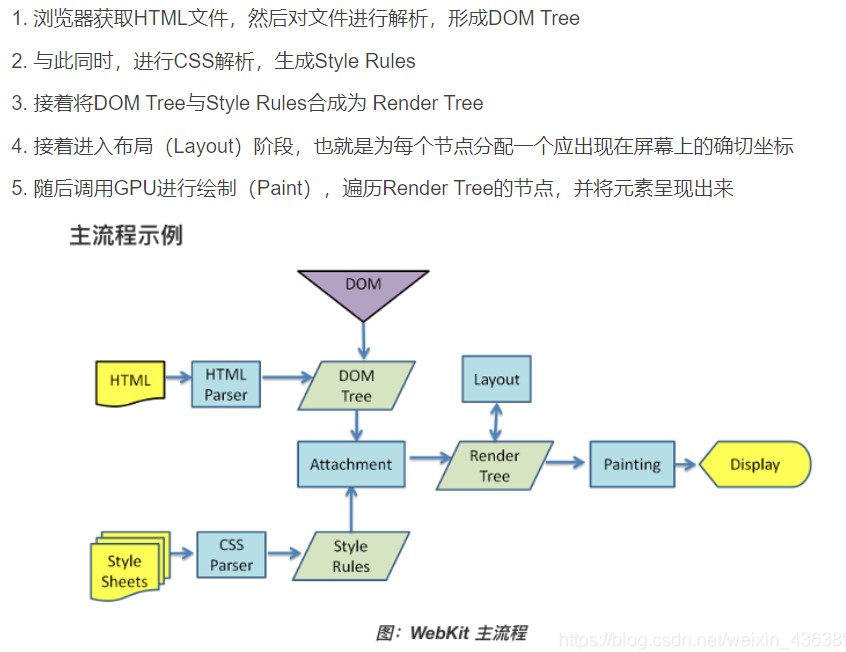 1. 浏览器获取HTML文件，然后对文件进行解析，形成DOM Tree
2. 与此同时，进行CSS解析，生成Style Rules
3. 接着将DOM Tree与Style Rules合成为 Render Tree
4. 接着进入布局（Layout）阶段，也就是为每个节点分配一个应出现在屏幕上的确切坐标
5. 随后调用GPU进行绘制（Paint），遍历Render Tree的节点，并将元素呈现出来
主流程示例
DOM
HTML
HTML
Parser
DOM
Tree
Layout
Attachment
Render
Tree
Painting
Display
Style
Sheets
CSS
Parser
Style
Rules
图：WebKit 主流程
https://blog.csdn.net/weixin_436389